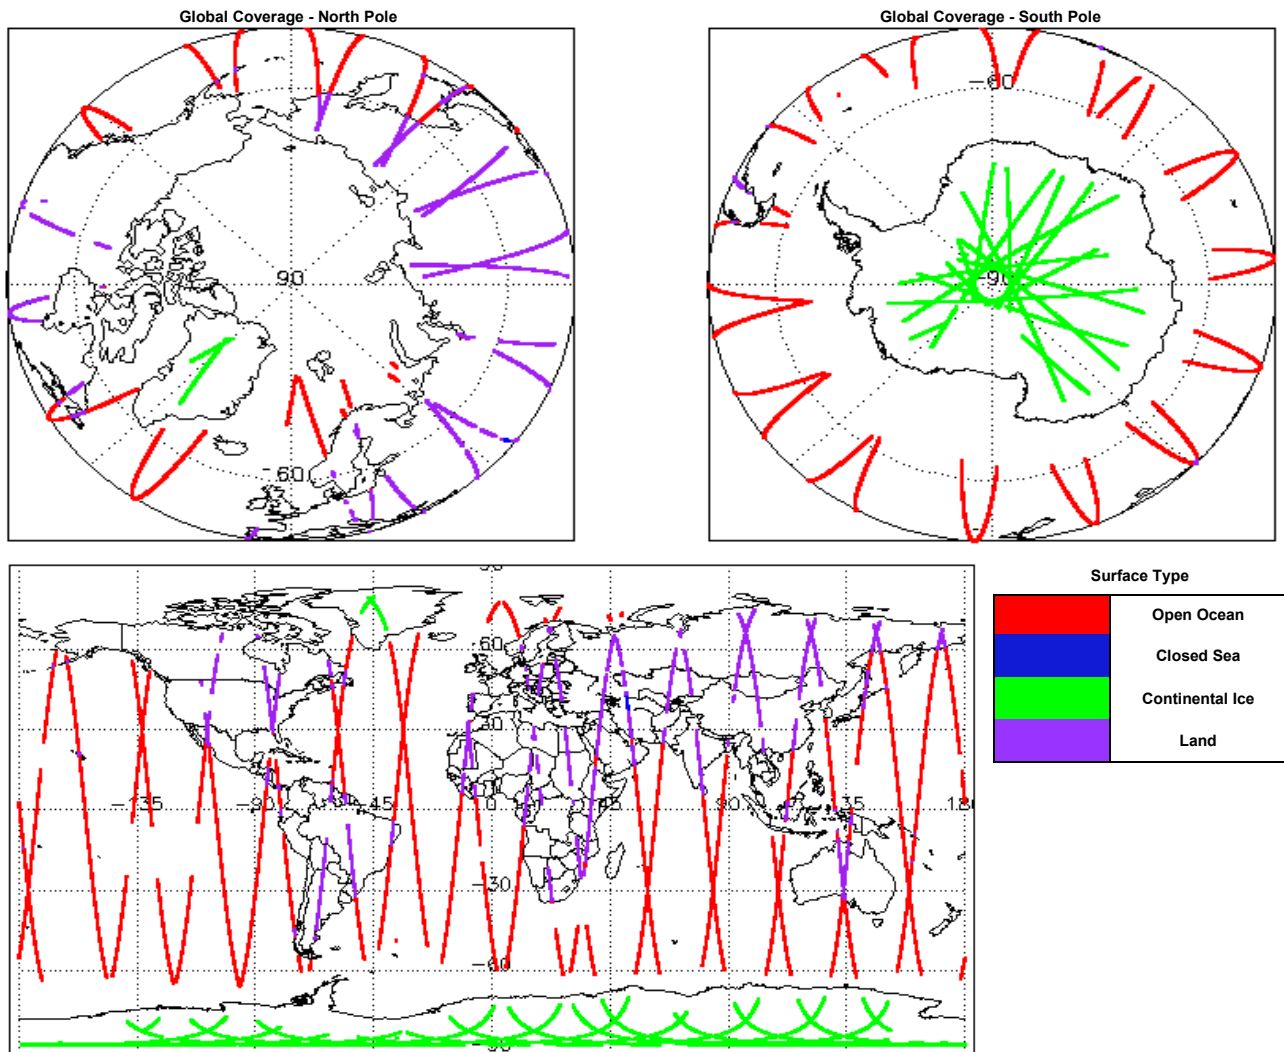 Global Coverage - North Pole
Global Coverage - South Pole
90
60
-60
-90
Surface Type
Open Ocean
Closed Sea
Continental Ice
Land
60
-135
-90
-45
0
45
90
135
-30
-60